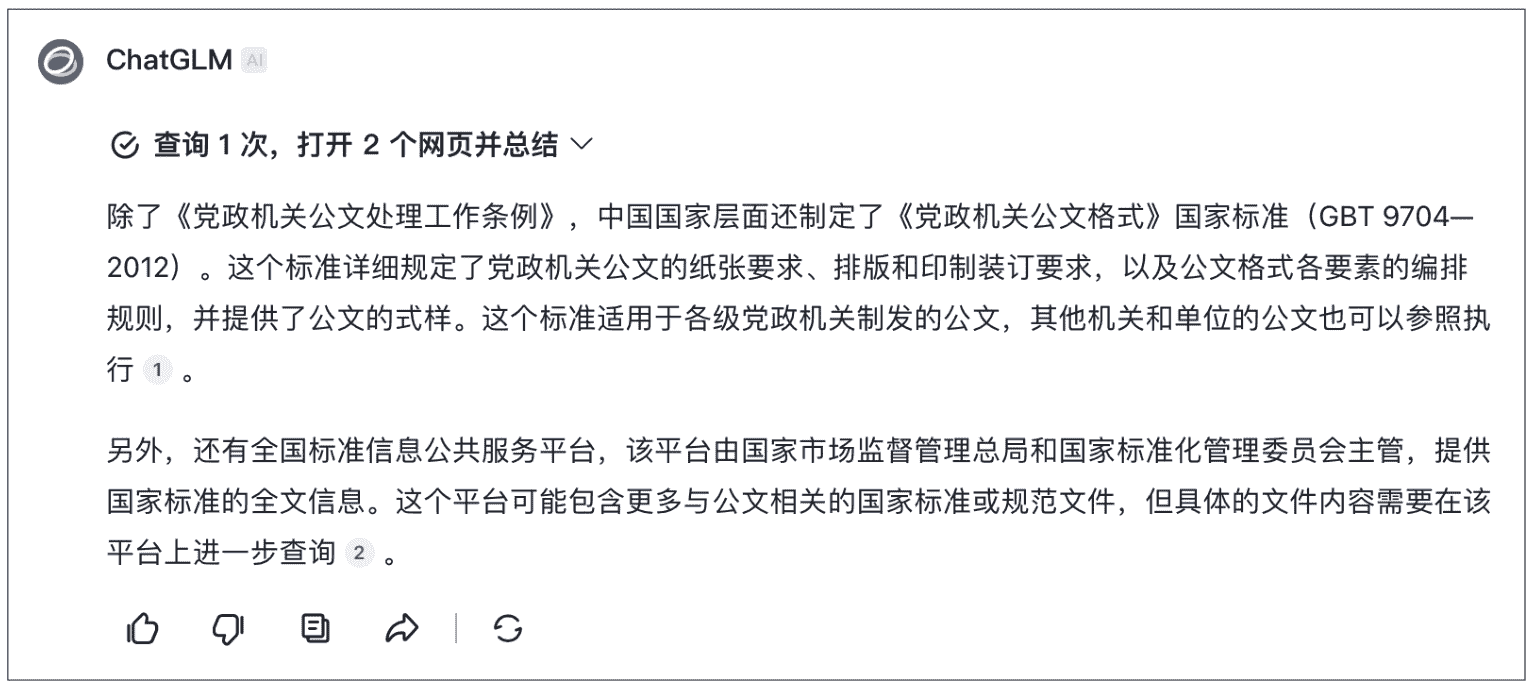 ChatGLM AI
查询 1 次，打开 2 个网页并总结
除了《党政机关公文处理工作条例》，中国国家层面还制定了《党政机关公文格式》国家标准（GBT 9704—
2012）。这个标准详细规定了党政机关公文的纸张要求、排版和印制装订要求，以及公文格式各要素的编排
规则，并提供了公文的式样。这个标准适用于各级党政机关制发的公文，其他机关和单位的公文也可以参照执
行 1 。
另外，还有全国标准信息公共服务平台，该平台由国家市场监督管理总局和国家标准化管理委员会主管，提供
国家标准的全文信息。这个平台可能包含更多与公文相关的国家标准或规范文件，但具体的文件内容需要在该
平台上进一步查询 2 。